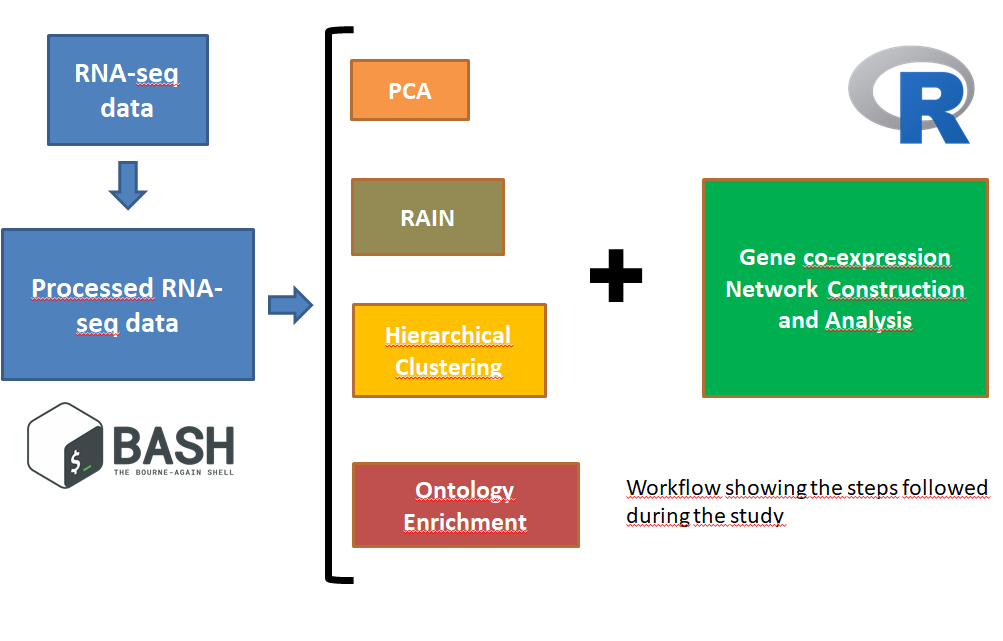 RNA-seq
data
Processed RNA-
seq data
$_
BASH
THE BOURNE-AGAIN SHELL
PCA
RAIN
Hierarchical
Clustering
Ontology
Enrichment
R
Gene co-expression
Network Construction
and Analysis
Workflow showing the steps followed
during the study